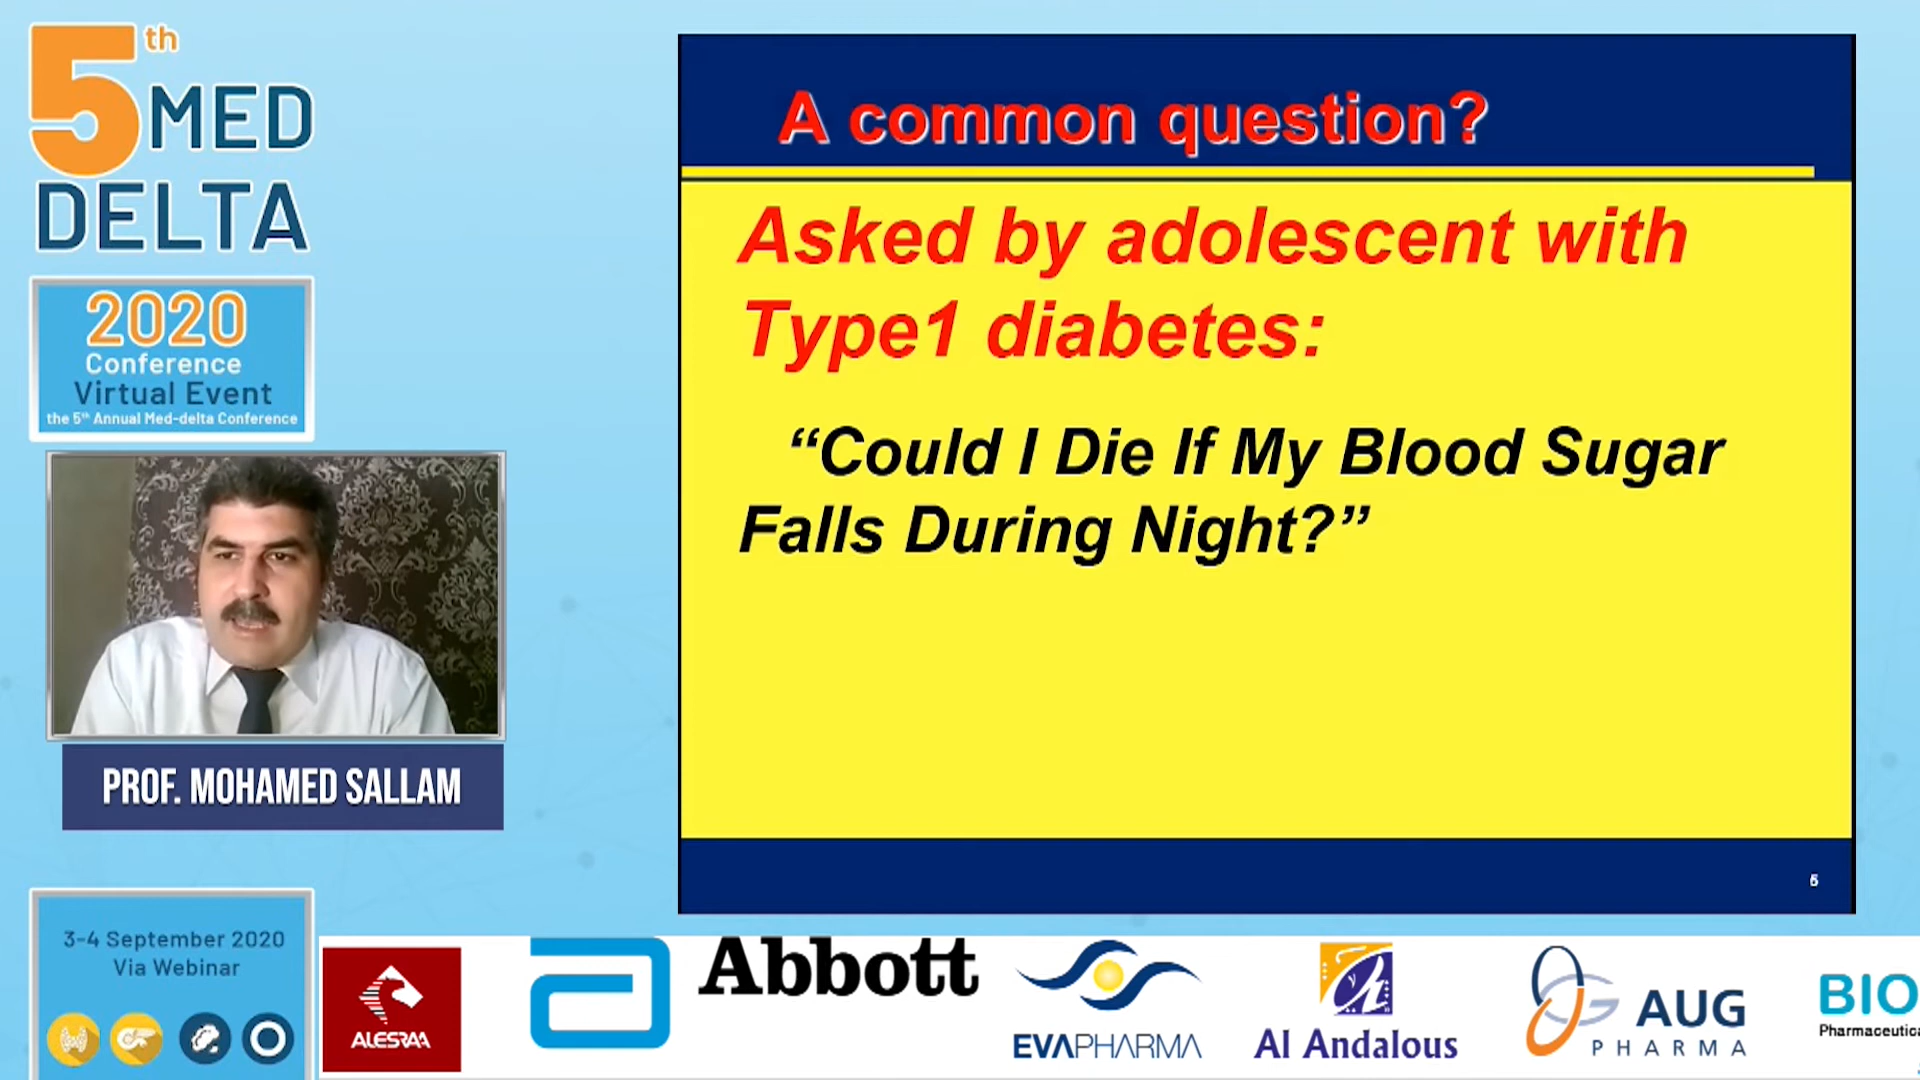 5th MED
DELTA
2020
Conference
Virtual Event
the 5th Annual Med-delta Conference
PROF. MOHAMED SALLAM
3-4 September 2020
Via Webinar
A common question?
Asked by adolescent with
Type1 diabetes:
“Could I Die If My Blood Sugar
Falls During Night?”
ALESRAA
Abbott
EVAPHARMA
Al Andalous
AUG
PHARMA
BIO